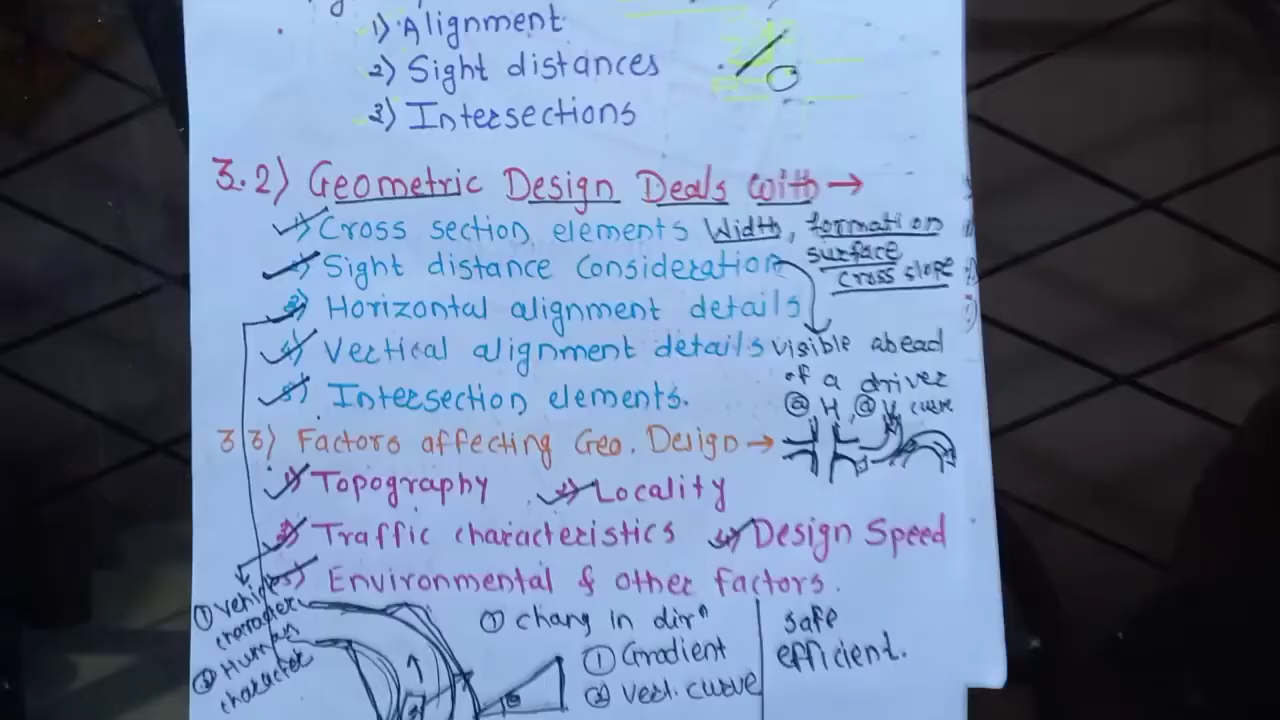 1) Alignment
2) Sight distances
3) Intersections
3.2) Geometric Design Deals with →
1) Cross section elements Width, formation
surface
cross slope
2) Sight distance Consideration
3) Horizontal alignment details
4) Vertical alignment details visible ahead
of a driver
@ H, @ V curve
5) Intersection elements.
3.3) Factors affecting Geo. Design →
1) Topography 2) Locality
3) Traffic characteristics 4) Design Speed
5) Environmental & other factors.
① Vehicle
character
② Human
character
① chang in dirⁿ
① Gradient
② Vect. curve
safe
efficient.